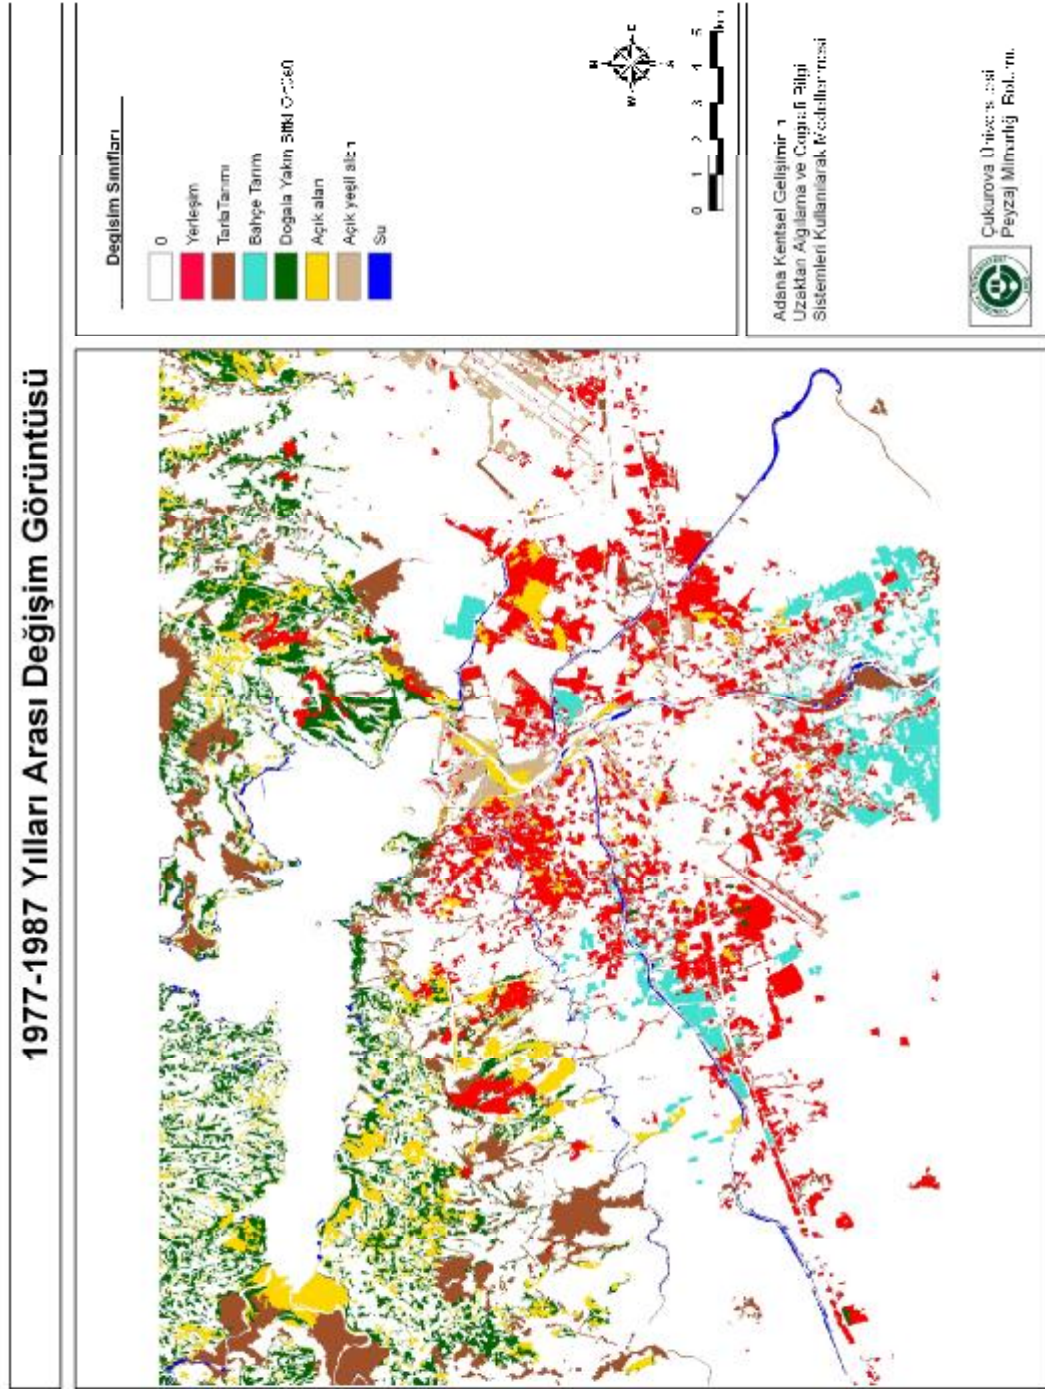 1977-1987 Yılları Arası Değişim Görüntüsü
Değişim Sınıfları
0
Yerleşim
Tarla Tarımı
Bahçe Tarım
Doğala Yakın Bitki Örtüsü
Açık alan
Açık yeşil alan
Su
N
W
0 1 2 3 4 5
km
Adana Kentsel Gelişiminin
Uzaktan Algılama ve Coğrafi Bilgi
Sistemleri Kullanılarak Modellenmesi
Çukurova Üniversitesi
Peyzaj Mimarlığı Bölümü